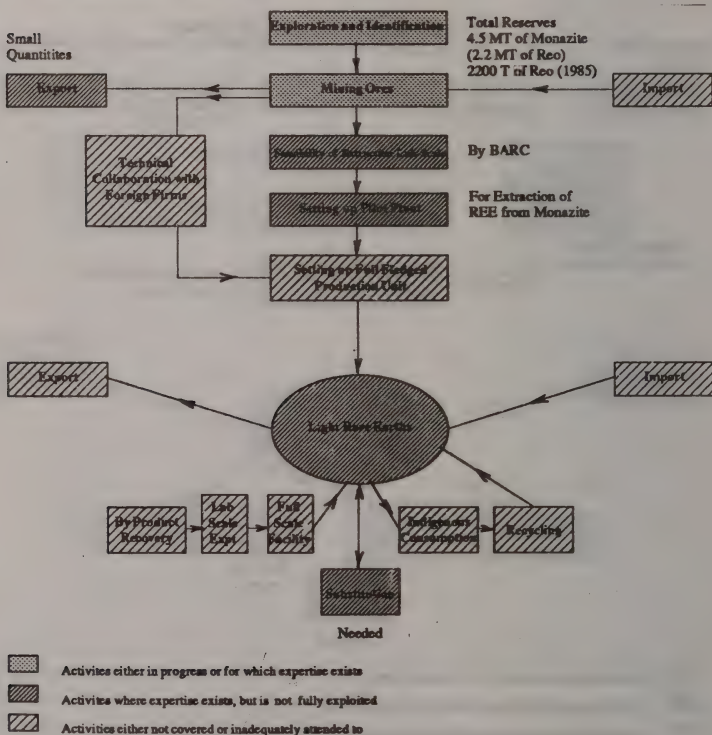 Exploration and Identification
Total Reserves
4.5 MT of Monazite
(2.2 MT of Reo)
2200 T of Reo (1985)
Small
Quantitites
Export
Mining Ores
Import
Technical
Collaboration with
Foreign Firms
Feasibility of Extraction Lab Scale
By BARC
Setting up Pilot Plant
For Extraction of
REE from Monazite
Setting up Full Fledged
Production Unit
Export
Import
Light Rare Earths
By Product
Recovery
Lab
Scale
Expt
Full
Scale
Facility
Indigenous
Consumption
Recycling
Substitution
Needed
Activites either in progress or for which expertise exists
Activites where expertise exists, but is not fully exploited
Activities either not covered or inadequately attended to